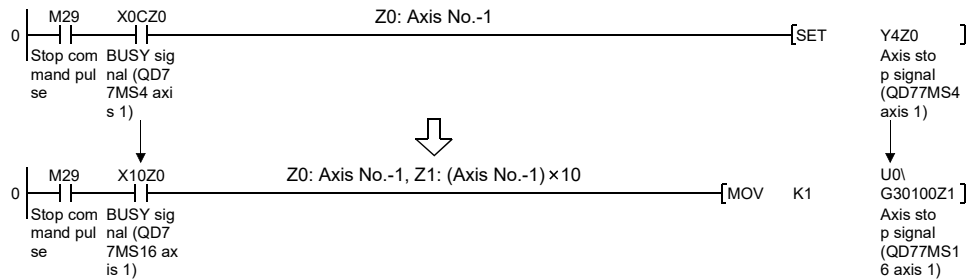 M29 X0CZ0 Z0: Axis No.-1
0 [SET Y4Z0 ]
Stop com BUSY sig Axis sto
mand pul nal (QD7 p signal
se 7MS4 axi (QD77MS4
s 1) axis 1)
M29 X10Z0 Z0: Axis No.-1, Z1: (Axis No.-1)×10 U0\
0 [MOV K1 G30100Z1 ]
Stop com BUSY sig Axis sto
mand pul nal (QD7 p signal
se 7MS16 ax (QD77MS1
is 1) 6 axis 1)